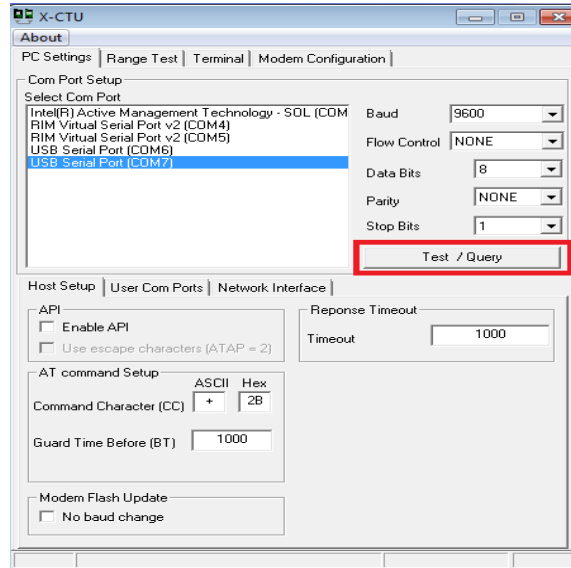 X-CTU
About
PC Settings Range Test Terminal Modem Configuration
Com Port Setup
Select Com Port
Intel(R) Active Management Technology - SOL (COM
RIM Virtual Serial Port v2 (COM4)
RIM Virtual Serial Port v2 (COM5)
USB Serial Port (COM6)
USB Serial Port (COM7)
Baud 9600
Flow Control NONE
Data Bits 8
Parity NONE
Stop Bits 1
Test / Query
Host Setup User Com Ports Network Interface
API
Enable API
Use escape characters (ATAP = 2)
Reponse Timeout
Timeout 1000
AT command Setup
ASCII Hex
Command Character (CC) + 2B
Guard Time Before (BT) 1000
Modem Flash Update
No baud change